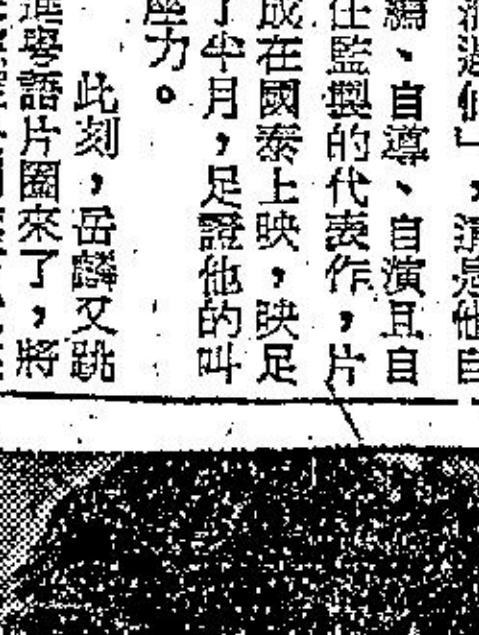 」，這是他自
編、自導、自演且自
任監製的代表作，片
成在國泰上映，映足
了半月，足證他的叫
座力。
此刻，岳麟又跳
進粵語片圈來了，將